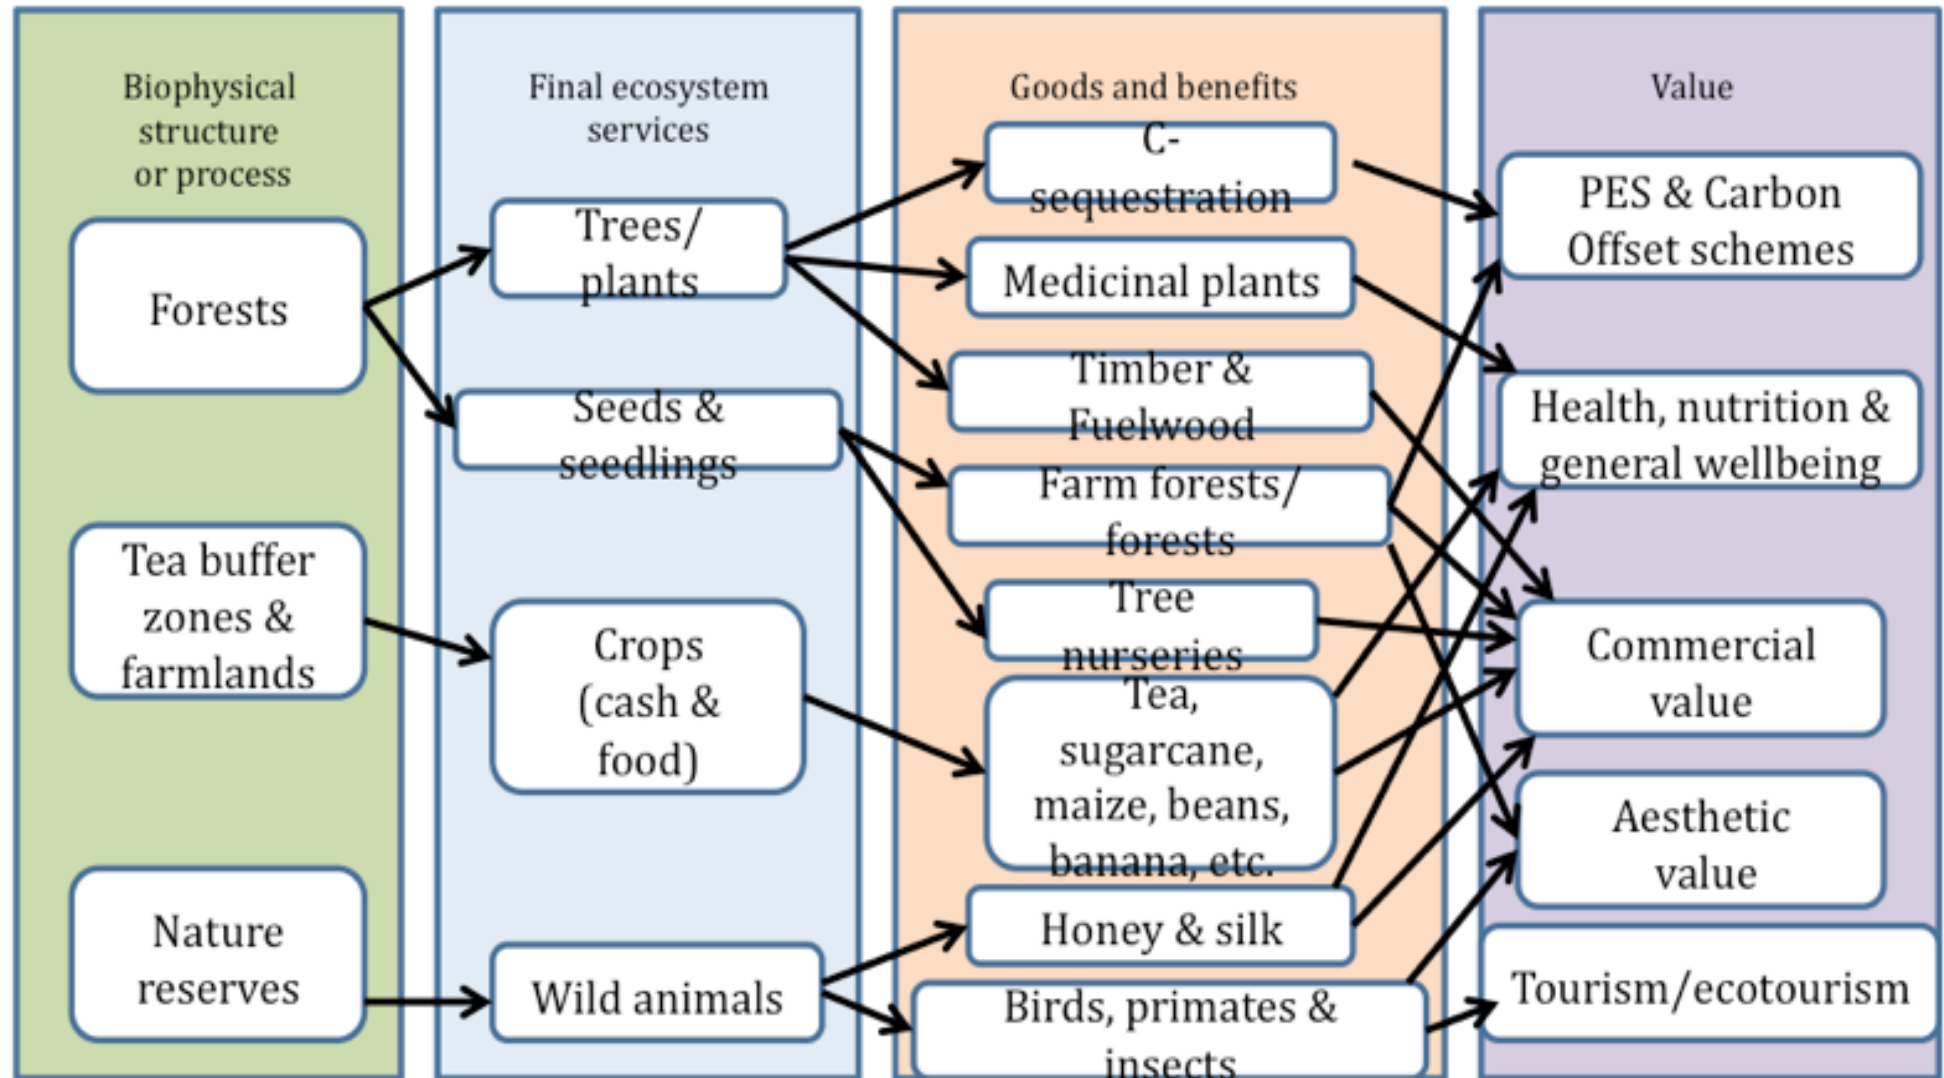 Biophysical
structure
or process
Forests
Tea buffer
zones &
farmlands
Nature
reserves
Final ecosystem
services
Trees/
plants
Seeds &
seedlings
Crops
(cash &
food)
Wild animals
Goods and benefits
C-
sequestration
Medicinal plants
Timber &
Fuelwood
Farm forests/
forests
Tree
nurseries
Tea,
sugarcane,
maize, beans,
banana, etc.
Honey & silk
Birds, primates &
insects
Value
PES & Carbon
Offset schemes
Health, nutrition &
general wellbeing
Commercial
value
Aesthetic
value
Tourism/ecotourism